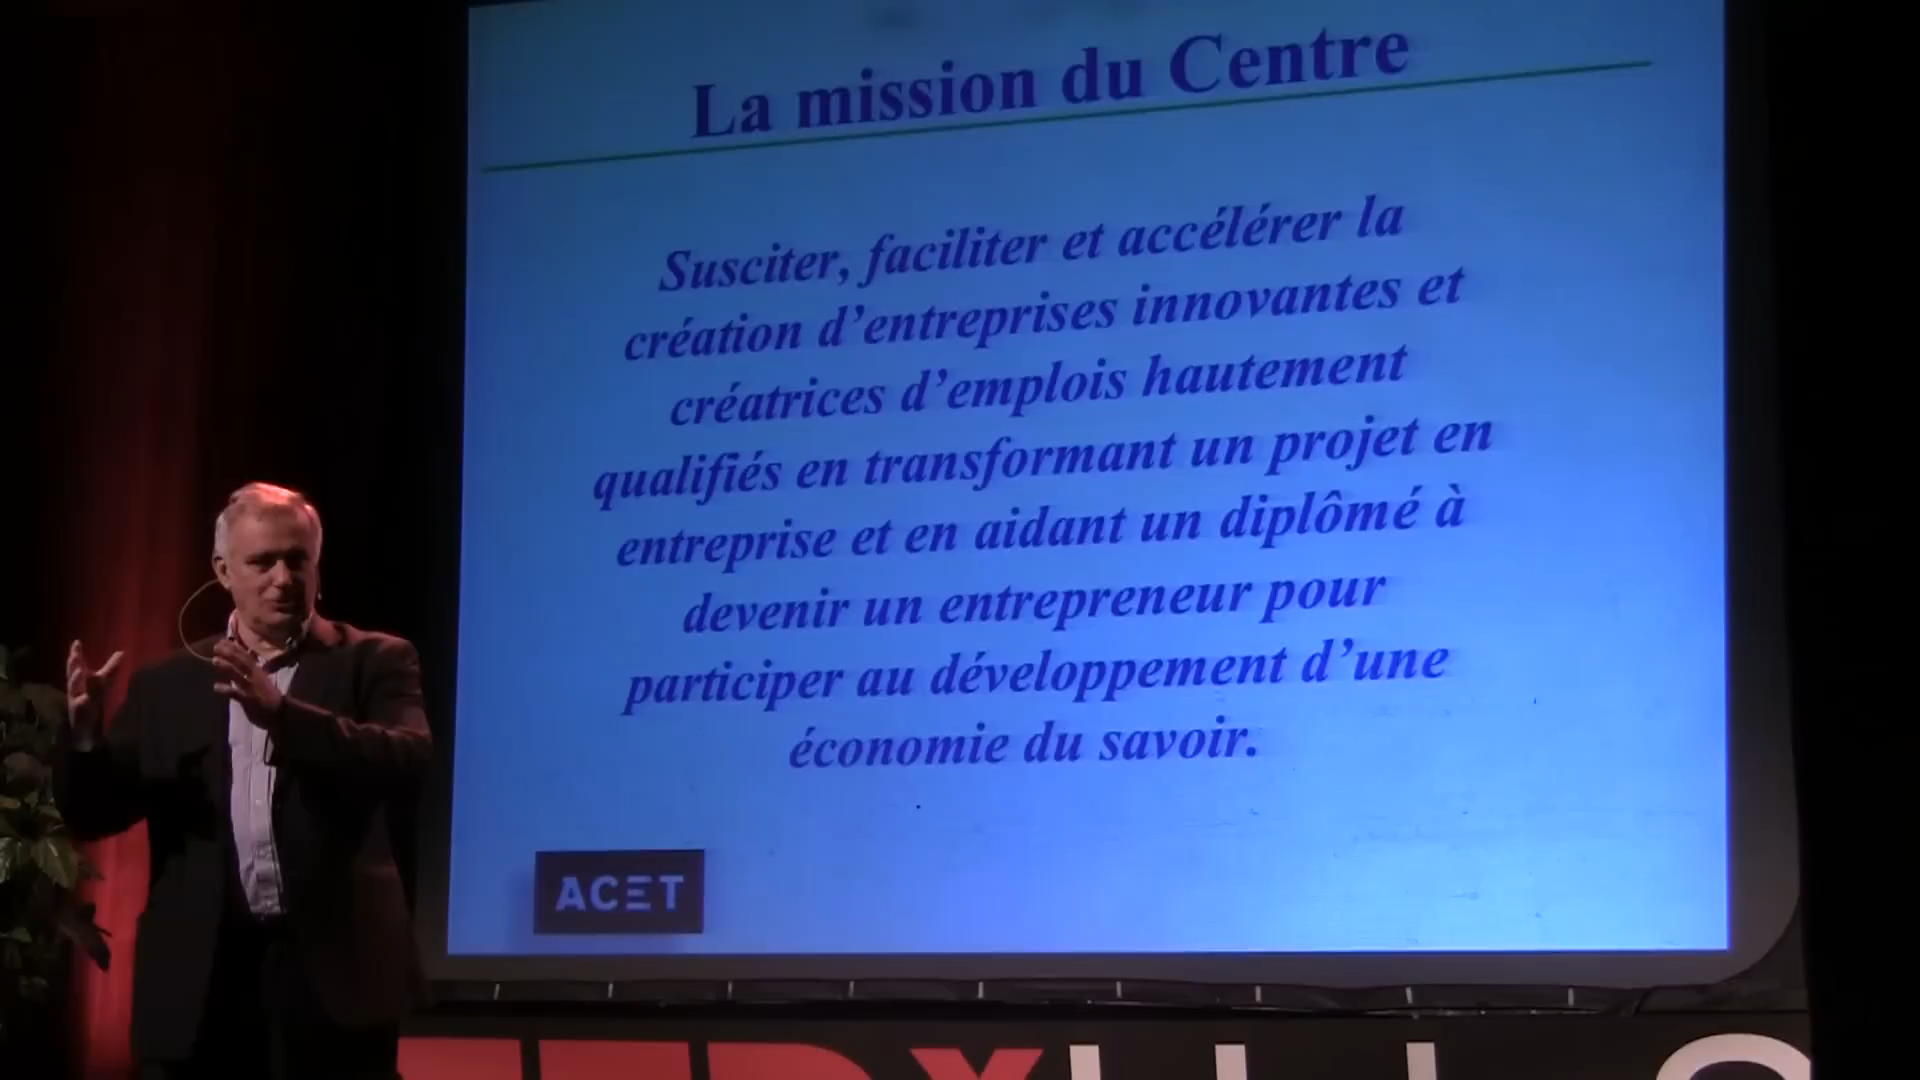 La mission du Centre
Susciter, faciliter et accélérer la
création d’entreprises innovantes et
créatrices d’emplois hautement
qualifiés en transformant un projet en
entreprise et en aidant un diplômé à
devenir un entrepreneur pour
participer au développement d’une
économie du savoir.
ACET